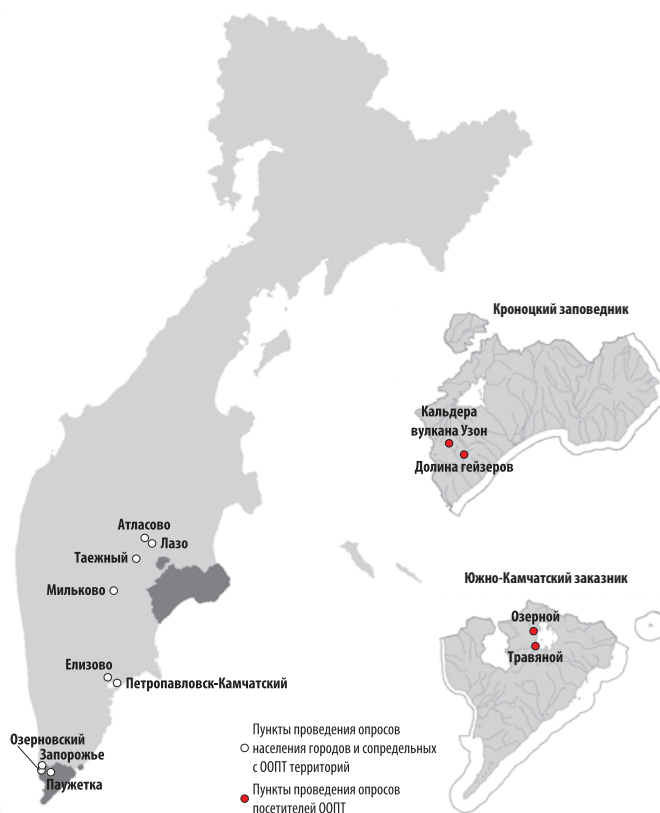 Кроноцкий заповедник
Кальдера
вулкана Узон
Долина гейзеров
Атласово
Лазо
Таежный
Мильково
Южно-Камчатский заказник
Озерной
Травяной
Елизово
Петропавловск-Камчатский
Озерновский
Запорожье
Паужетка
Пункты проведения опросов
населения городов и сопредельных
с ООПТ территорий
Пункты проведения опросов
посетителей ООПТ